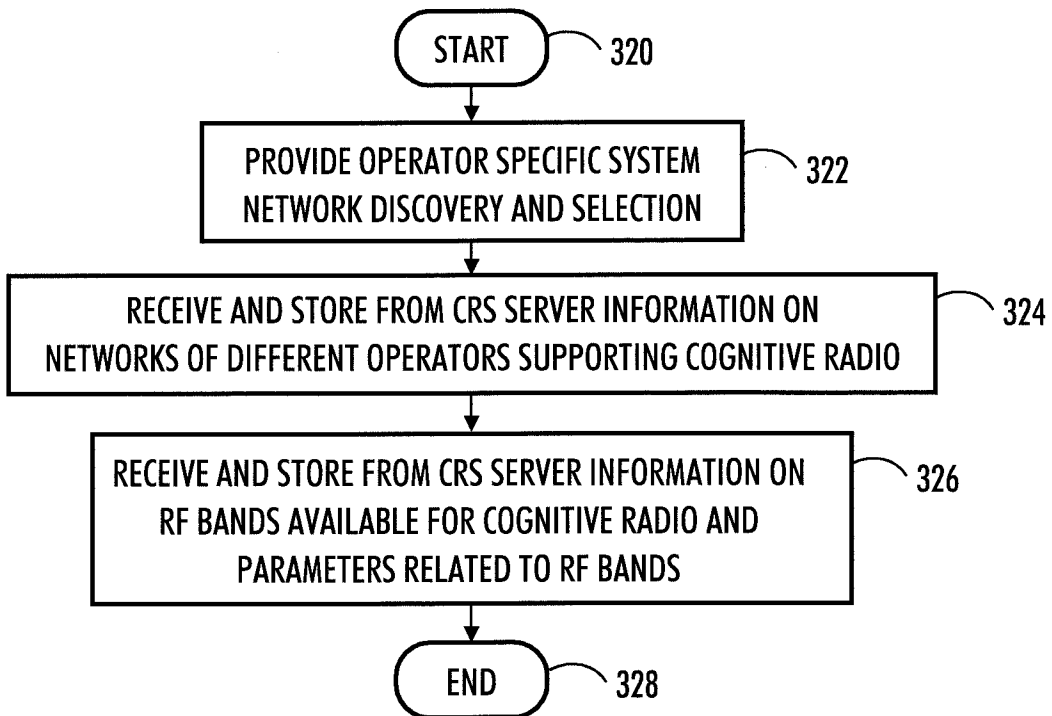 START
320
PROVIDE OPERATOR SPECIFIC SYSTEM
NETWORK DISCOVERY AND SELECTION
322
RECEIVE AND STORE FROM CRS SERVER INFORMATION ON
NETWORKS OF DIFFERENT OPERATORS SUPPORTING COGNITIVE RADIO
324
RECEIVE AND STORE FROM CRS SERVER INFORMATION ON
RF BANDS AVAILABLE FOR COGNITIVE RADIO AND
PARAMETERS RELATED TO RF BANDS
326
END
328